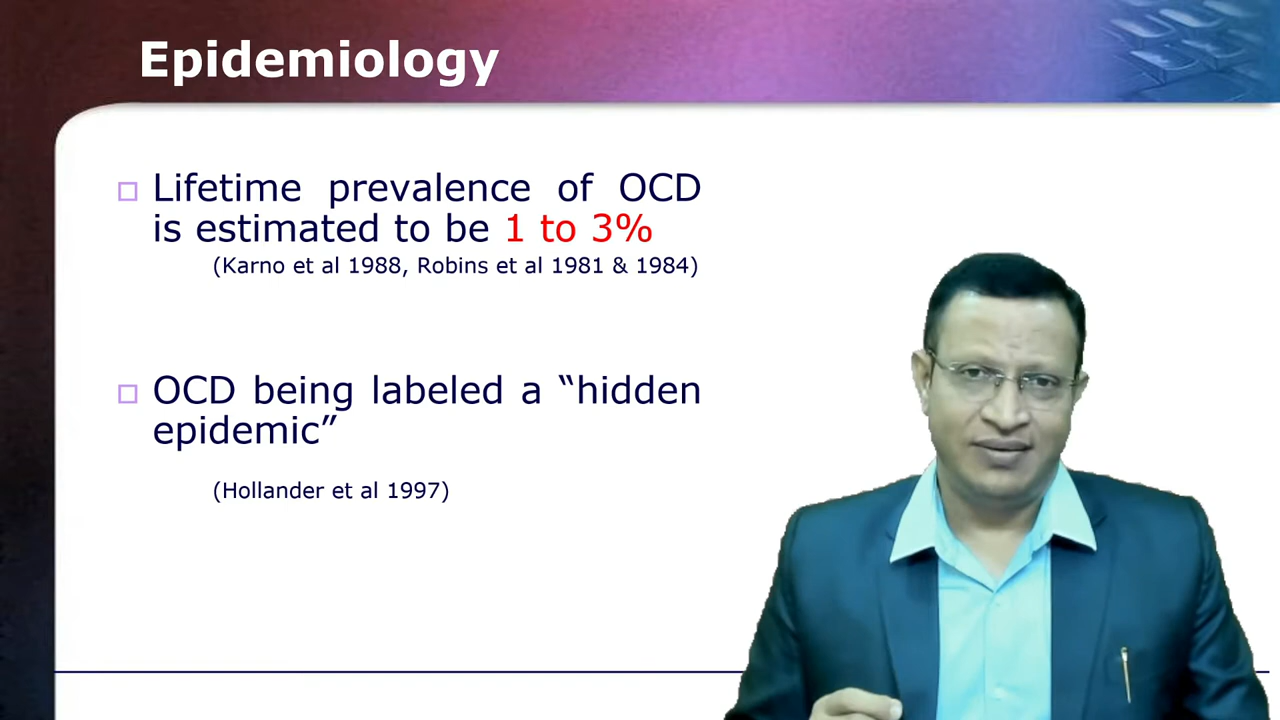 Epidemiology
Lifetime prevalence of OCD
is estimated to be 1 to 3%
(Karno et al 1988, Robins et al 1981 & 1984)
OCD being labeled a “hidden
epidemic”
(Hollander et al 1997)